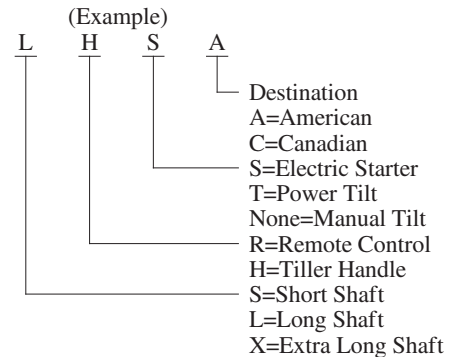 (Example)
L H S A
Destination
A=American
C=Canadian
S=Electric Starter
T=Power Tilt
None=Manual Tilt
R=Remote Control
H=Tiller Handle
S=Short Shaft
L=Long Shaft
X=Extra Long Shaft